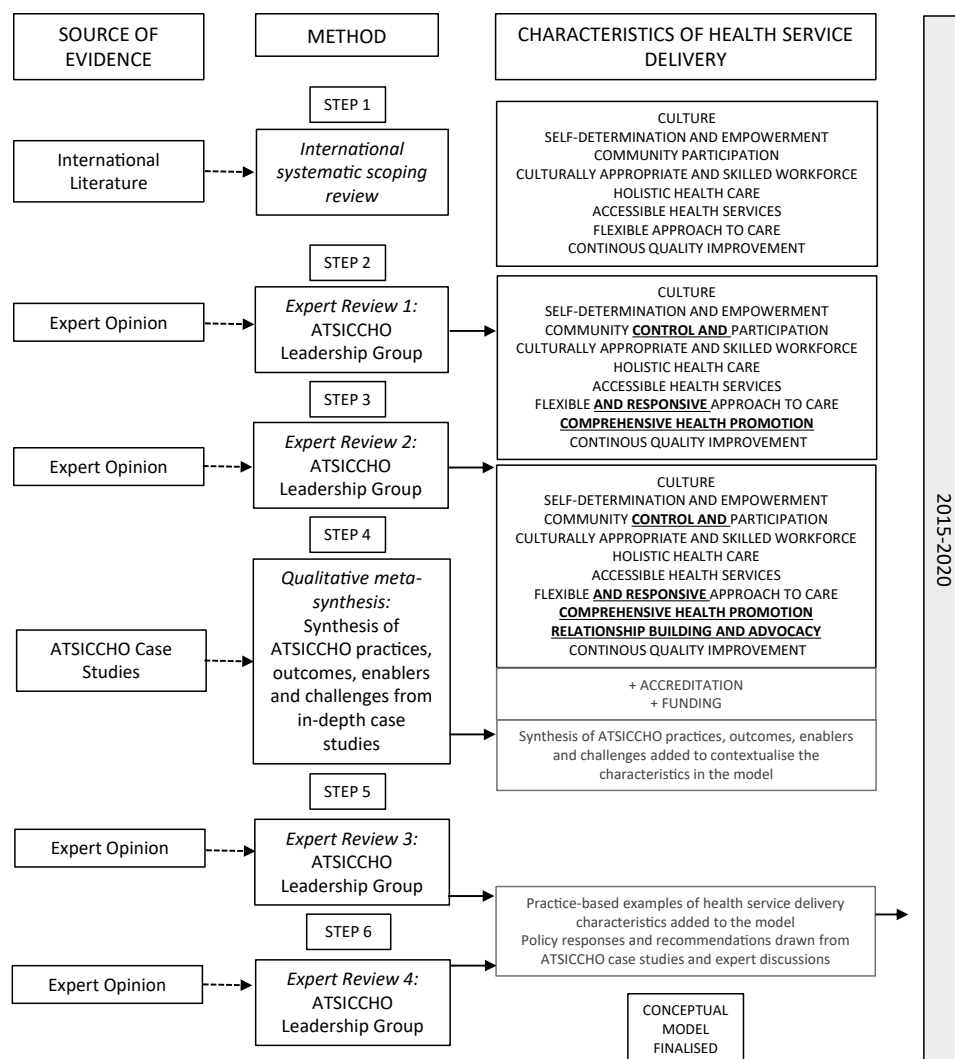 SOURCE OF
EVIDENCE
METHOD
CHARACTERISTICS OF HEALTH SERVICE
DELIVERY
STEP 1
International
Literature
International
systematic scoping
review
CULTURE
SELF-DETERMINATION AND EMPOWERMENT
COMMUNITY PARTICIPATION
CULTURALLY APPROPRIATE AND SKILLED WORKFORCE
HOLISTIC HEALTH CARE
ACCESSIBLE HEALTH SERVICES
FLEXIBLE APPROACH TO CARE
CONTINOUS QUALITY IMPROVEMENT
STEP 2
Expert Opinion
Expert Review 1:
ATSICCHO
Leadership Group
CULTURE
SELF-DETERMINATION AND EMPOWERMENT
COMMUNITY CONTROL AND PARTICIPATION
CULTURALLY APPROPRIATE AND SKILLED WORKFORCE
HOLISTIC HEALTH CARE
ACCESSIBLE HEALTH SERVICES
FLEXIBLE AND RESPONSIVE APPROACH TO CARE
COMPREHENSIVE HEALTH PROMOTION
CONTINOUS QUALITY IMPROVEMENT
STEP 3
Expert Opinion
Expert Review 2:
ATSICCHO
Leadership Group
CULTURE
SELF-DETERMINATION AND EMPOWERMENT
COMMUNITY CONTROL AND PARTICIPATION
CULTURALLY APPROPRIATE AND SKILLED WORKFORCE
HOLISTIC HEALTH CARE
ACCESSIBLE HEALTH SERVICES
FLEXIBLE AND RESPONSIVE APPROACH TO CARE
COMPREHENSIVE HEALTH PROMOTION
RELATIONSHIP BUILDING AND ADVOCACY
CONTINOUS QUALITY IMPROVEMENT
STEP 4
ATSICCHO Case
Studies
Qualitative meta-
synthesis:
Synthesis of
ATSICCHO practices,
outcomes, enablers
and challenges from
in-depth case
studies
+ ACCREDITATION
+ FUNDING
Synthesis of ATSICCHO practices, outcomes, enablers
and challenges added to contextualise the
characteristics in the model
STEP 5
Expert Opinion
Expert Review 3:
ATSICCHO
Leadership Group
STEP 6
Expert Opinion
Expert Review 4:
ATSICCHO
Leadership Group
Practice-based examples of health service delivery
characteristics added to the model
Policy responses and recommendations drawn from
ATSICCHO case studies and expert discussions
CONCEPTUAL
MODEL
FINALISED
2015-2020